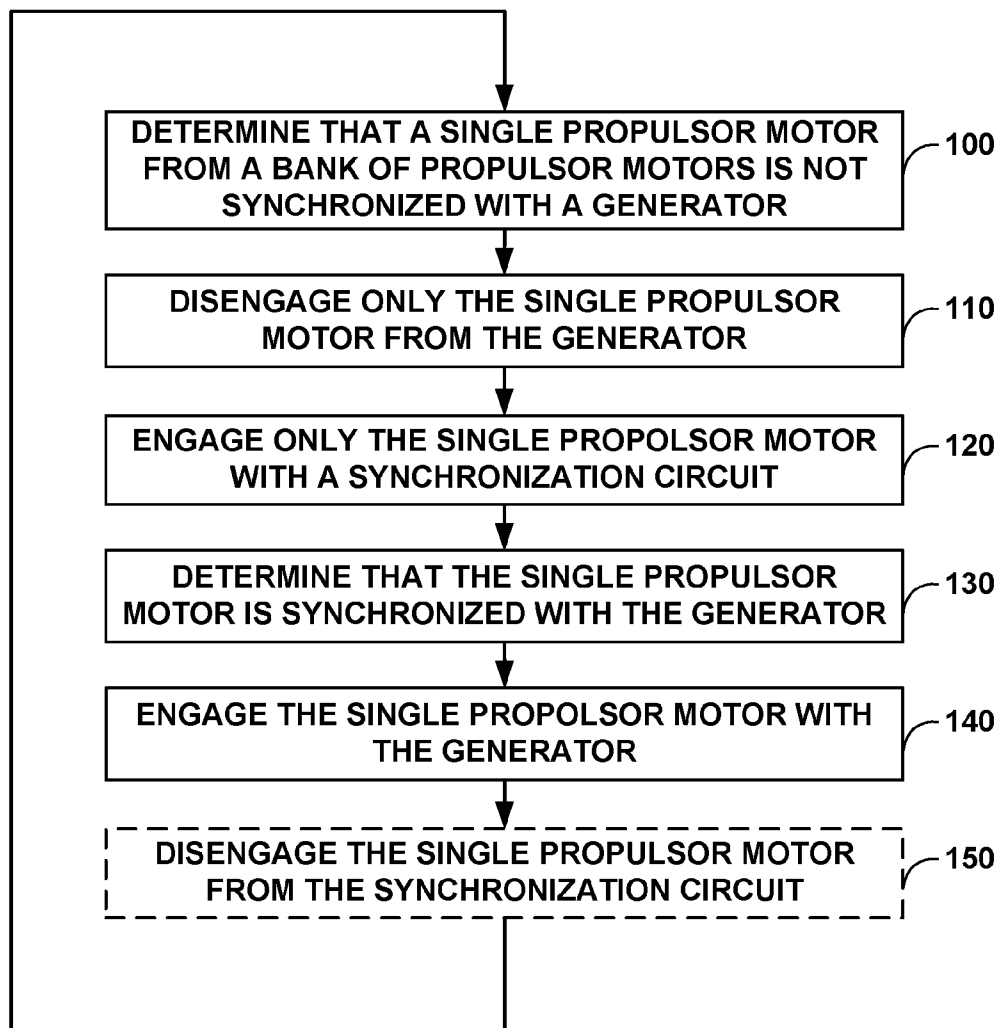 DETERMINE THAT A SINGLE PROPULSOR MOTOR
FROM A BANK OF PROPULSOR MOTORS IS NOT
SYNCHRONIZED WITH A GENERATOR
100
DISENGAGE ONLY THE SINGLE PROPULSOR
MOTOR FROM THE GENERATOR
110
ENGAGE ONLY THE SINGLE PROPOLSOR MOTOR
WITH A SYNCHRONIZATION CIRCUIT
120
DETERMINE THAT THE SINGLE PROPULSOR
MOTOR IS SYNCHRONIZED WITH THE GENERATOR
130
ENGAGE THE SINGLE PROPOLSOR MOTOR WITH
THE GENERATOR
140
DISENGAGE THE SINGLE PROPULSOR MOTOR
FROM THE SYNCHRONIZATION CIRCUIT
150